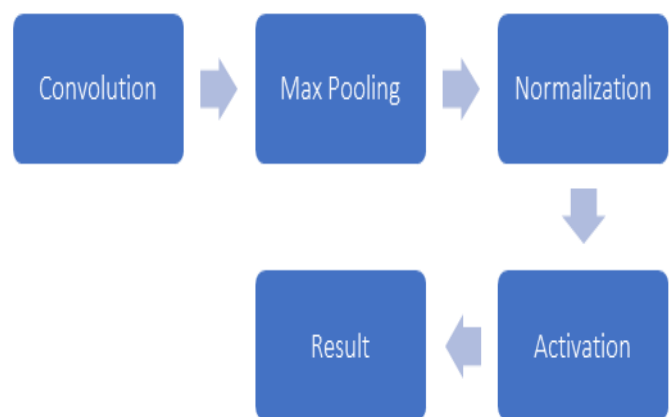 Convolution
Max Pooling
Normalization
Activation
Result